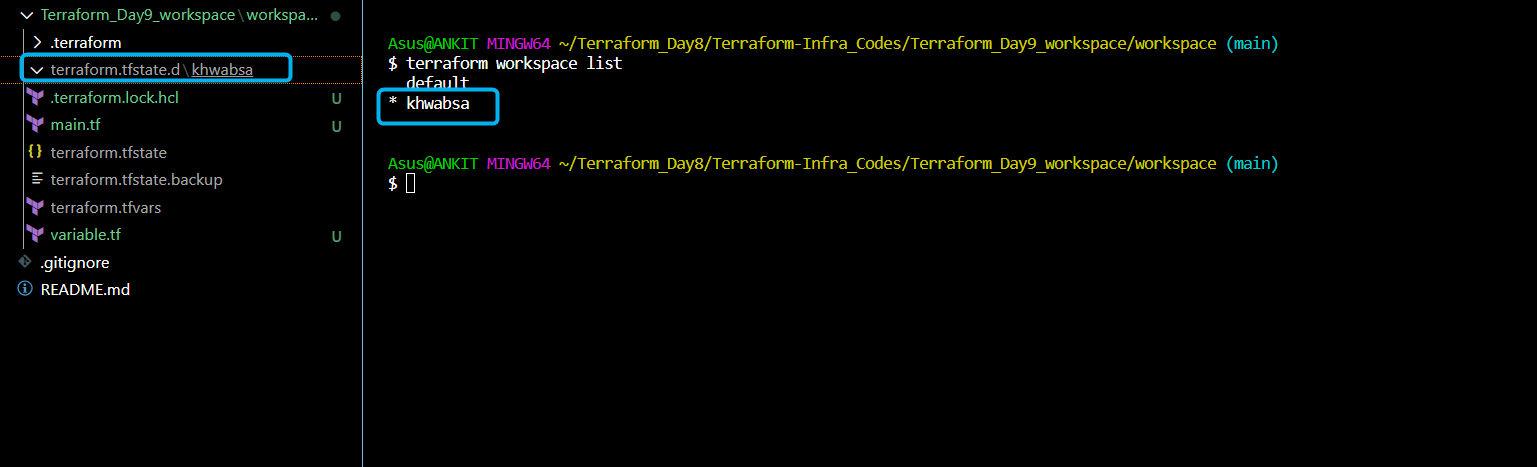 Terraform_Day9_workspace\workspa...
.terraform
terraform.tfstate.d\khwabsa
.terraform.lock.hcl U
main.tf U
terraform.tfstate
terraform.tfstate.backup
terraform.tfvars
variable.tf U
.gitignore
README.md
Asus@ANKIT MINGW64 ~/Terraform_Day8/Terraform-Infra_Codes/Terraform_Day9_workspace/workspace (main)
$ terraform workspace list
default
* khwabsa
Asus@ANKIT MINGW64 ~/Terraform_Day8/Terraform-Infra_Codes/Terraform_Day9_workspace/workspace (main)
$